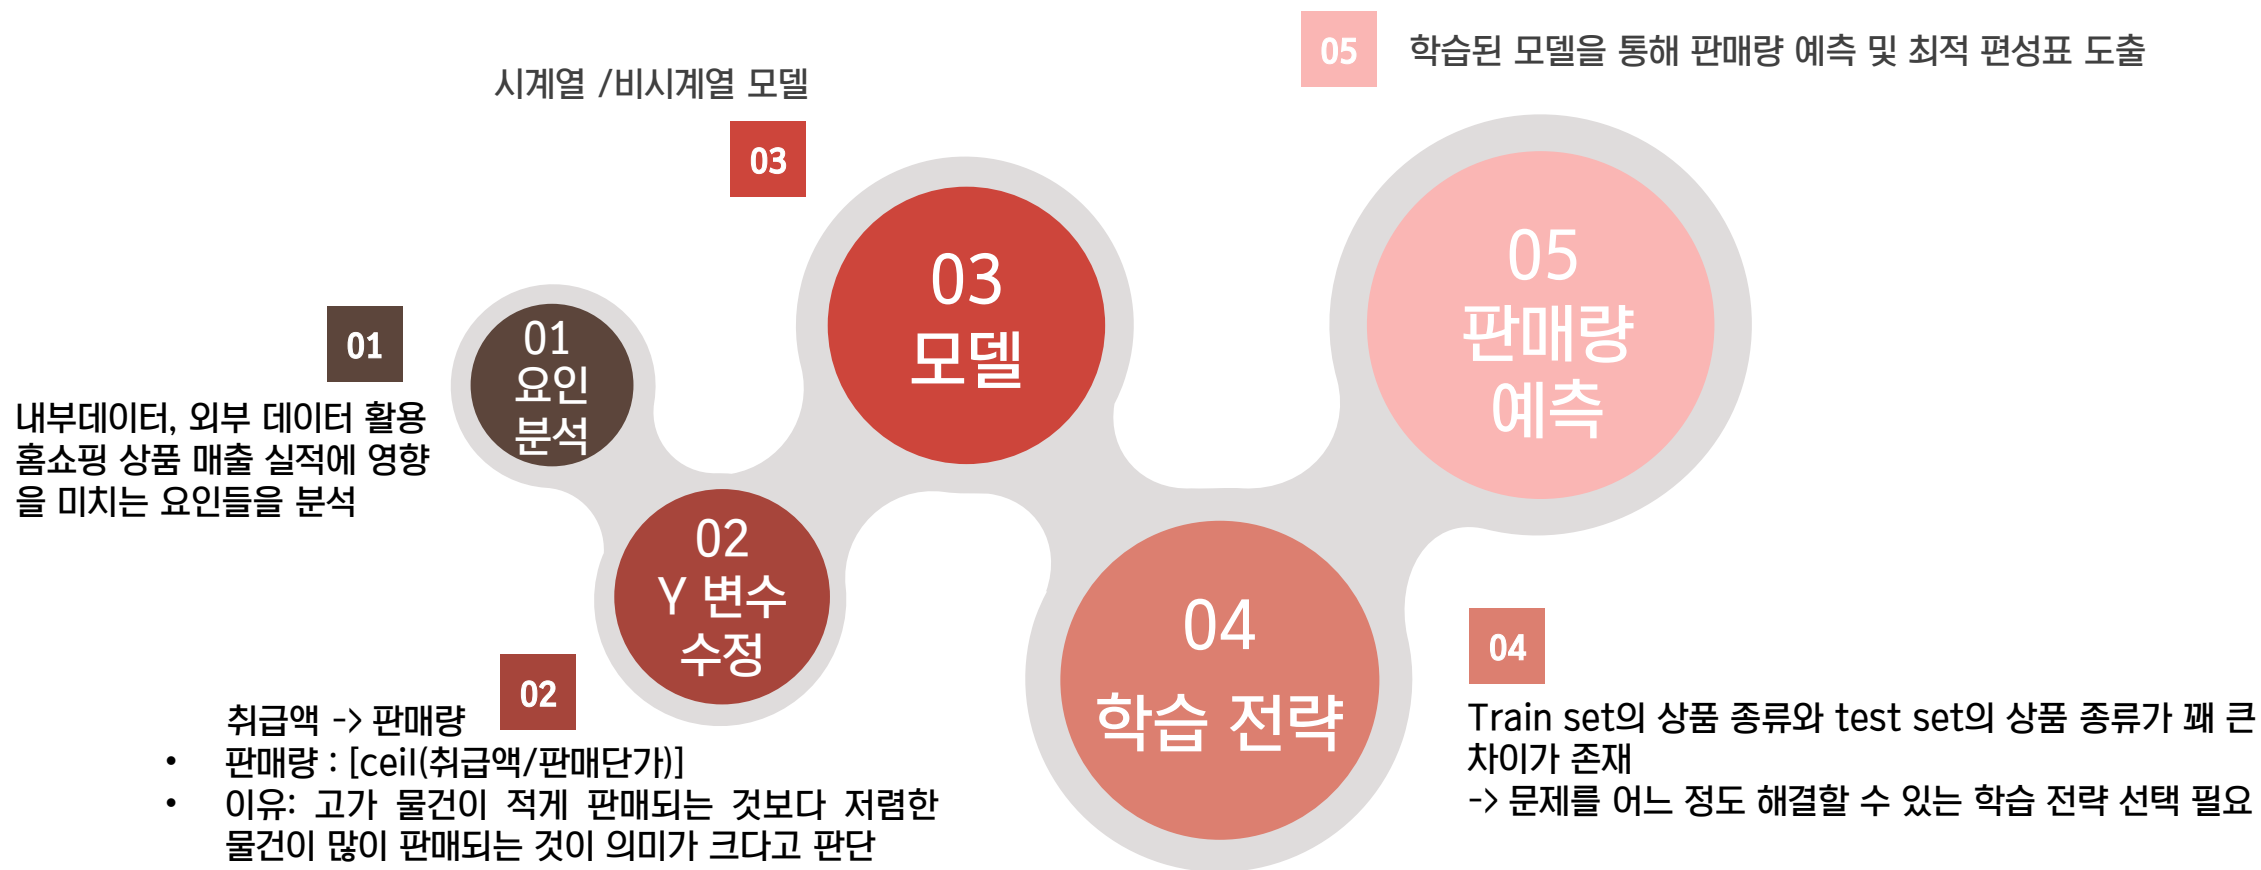 05
학습된 모델을 통해 판매량 예측 및 최적 편성표 도출
시계열 /비시계열 모델
03
03
모델
05
판매량
예측
01
01
요인
분석
내부데이터, 외부 데이터 활용
홈쇼핑 상품 매출 실적에 영향
을 미치는 요인들을 분석
02
Y 변수
수정
02
취급액 -> 판매량
• 판매량 : [ceil(취급액/판매단가)]
• 이유: 고가 물건이 적게 판매되는 것보다 저렴한
물건이 많이 판매되는 것이 의미가 크다고 판단
04
학습 전략
04
Train set의 상품 종류와 test set의 상품 종류가 꽤 큰
차이가 존재
-> 문제를 어느 정도 해결할 수 있는 학습 전략 선택 필요